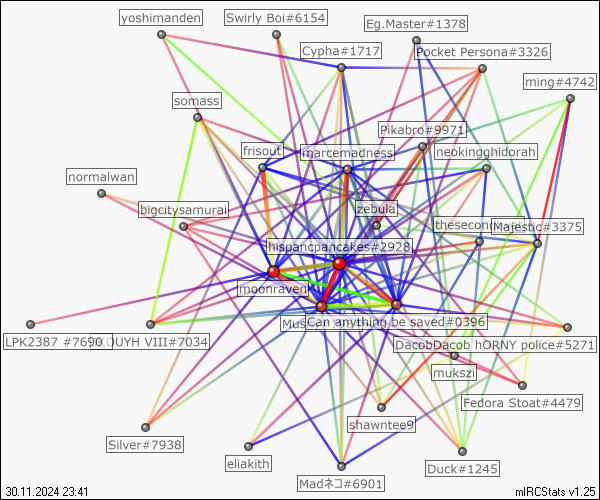 yoshimanden
Swirly Boi#6154
Eg.Master#1378
Cypha#1717
Pocket Persona#3326
ming#4742
somass
Pikabro#9971
frisout
marcemadness
neokingghidorah
normalwan
bigcitysamurai
zebula
thesecond
Majestic#3375
hispanicpancakes#2928
moonraven
Can anything be saved#0396
LPK2387 #7690
OUYH VIII#7034
DacobDacob hORNY police#5271
mukszi
Fedora Stoat#4479
shawntee9
Silver#7938
eliakith
Duck#1245
Madネコ#6901
30.11.2024 23:41
mIRCStats v1.25